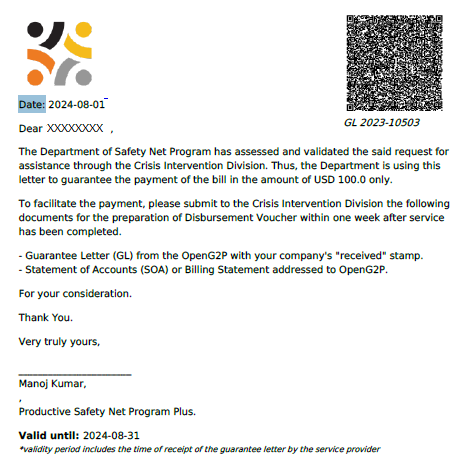 Date: 2024-08-01
GL 2023-10503
Dear XXXXXXXX ,
The Department of Safety Net Program has assessed and validated the said request for
assistance through the Crisis Intervention Division. Thus, the Department is using this
letter to guarantee the payment of the bill in the amount of USD 100.0 only.
To facilitate the payment, please submit to the Crisis Intervention Division the following
documents for the preparation of Disbursement Voucher within one week after service
has been completed.
- Guarantee Letter (GL) from the OpenG2P with your company's "received" stamp.
- Statement of Accounts (SOA) or Billing Statement addressed to OpenG2P.
For your consideration.
Thank You.
Very truly yours,
Manoj Kumar,
,
Productive Safety Net Program Plus.
Valid until: 2024-08-31
*validity period includes the time of receipt of the guarantee letter by the service provider